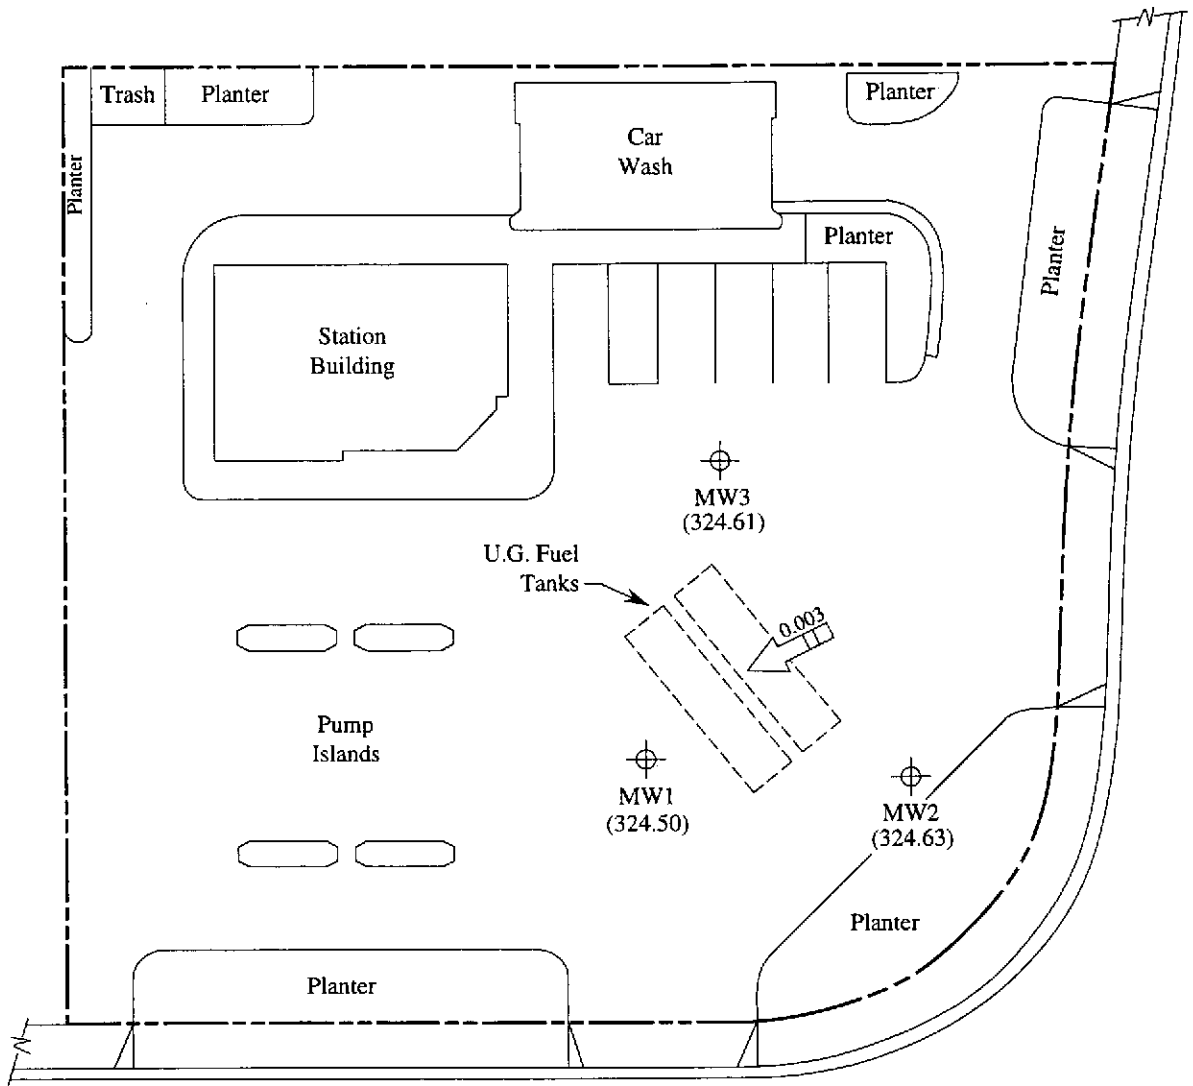 Trash
Planter
Planter
Car
Wash
Planter
Planter
Planter
Station
Building
MW3
(324.61)
U.G. Fuel
Tanks
0.003
Pump
Islands
MW1
(324.50)
MW2
(324.63)
Planter
Planter